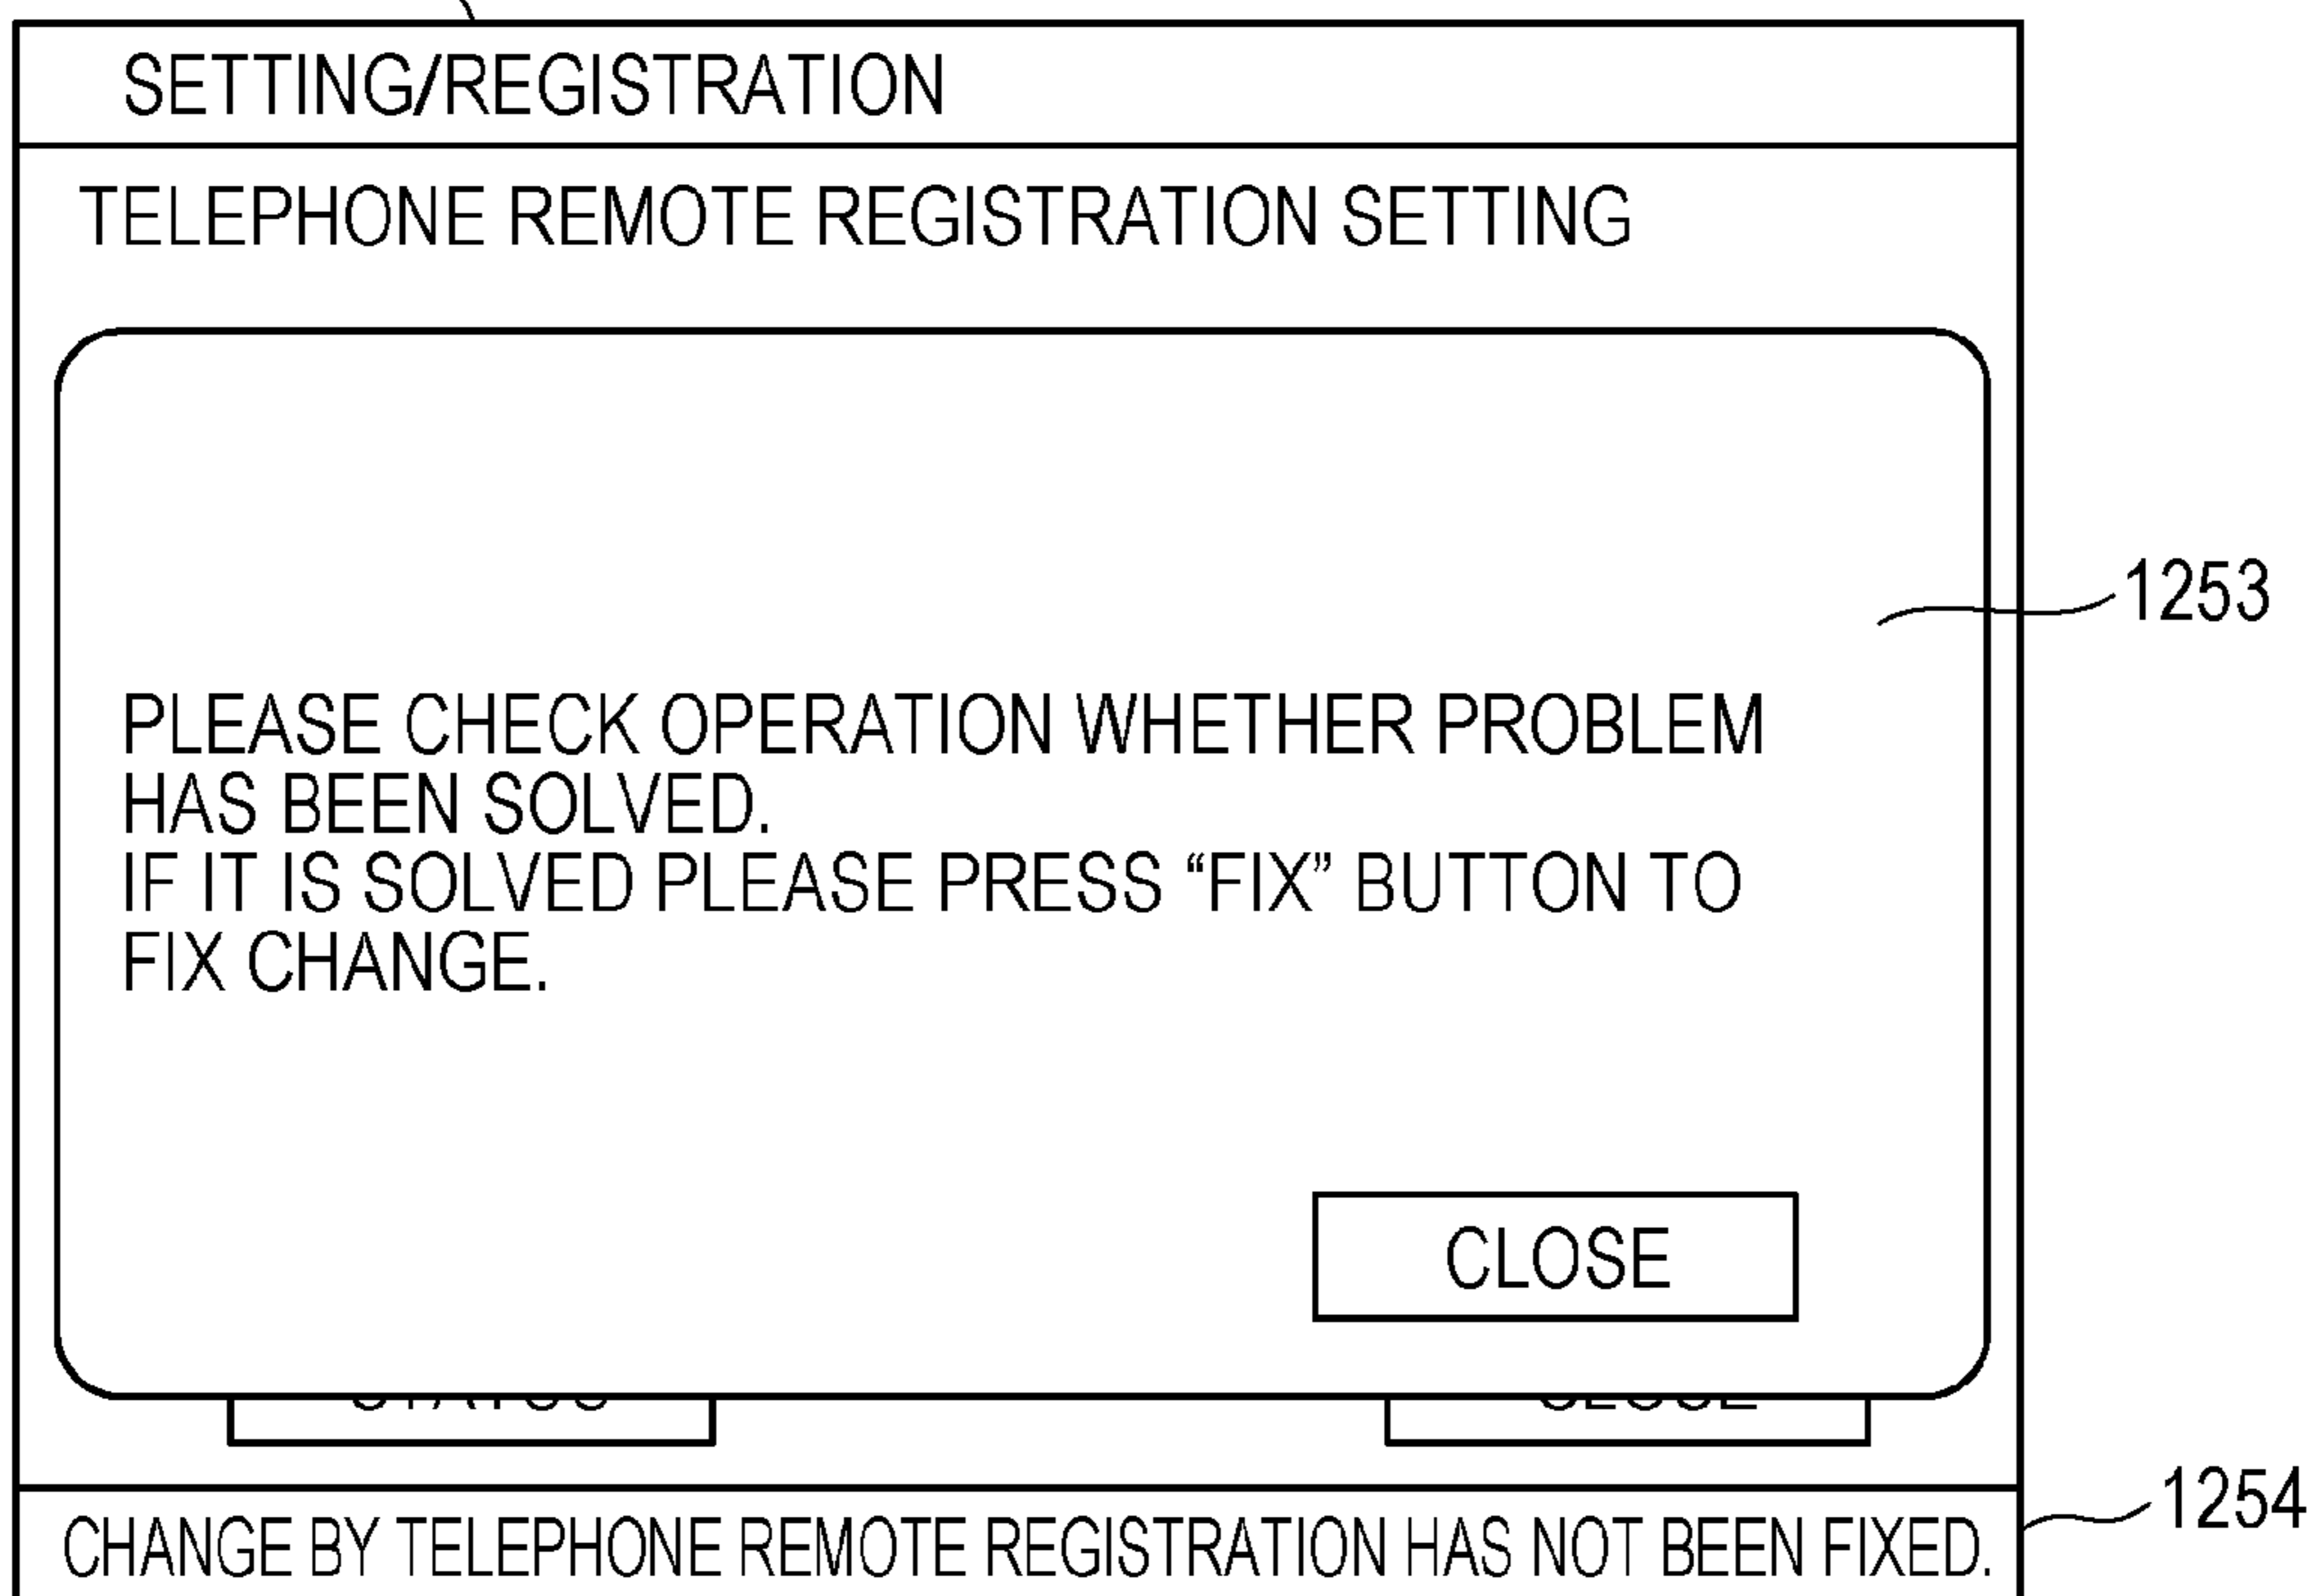 SETTING/REGISTRATION
TELEPHONE REMOTE REGISTRATION SETTING
1253
PLEASE CHECK OPERATION WHETHER PROBLEM
HAS BEEN SOLVED.
IF IT IS SOLVED PLEASE PRESS “FIX” BUTTON TO
FIX CHANGE.
CLOSE
1254
CHANGE BY TELEPHONE REMOTE REGISTRATION HAS NOT BEEN FIXED.